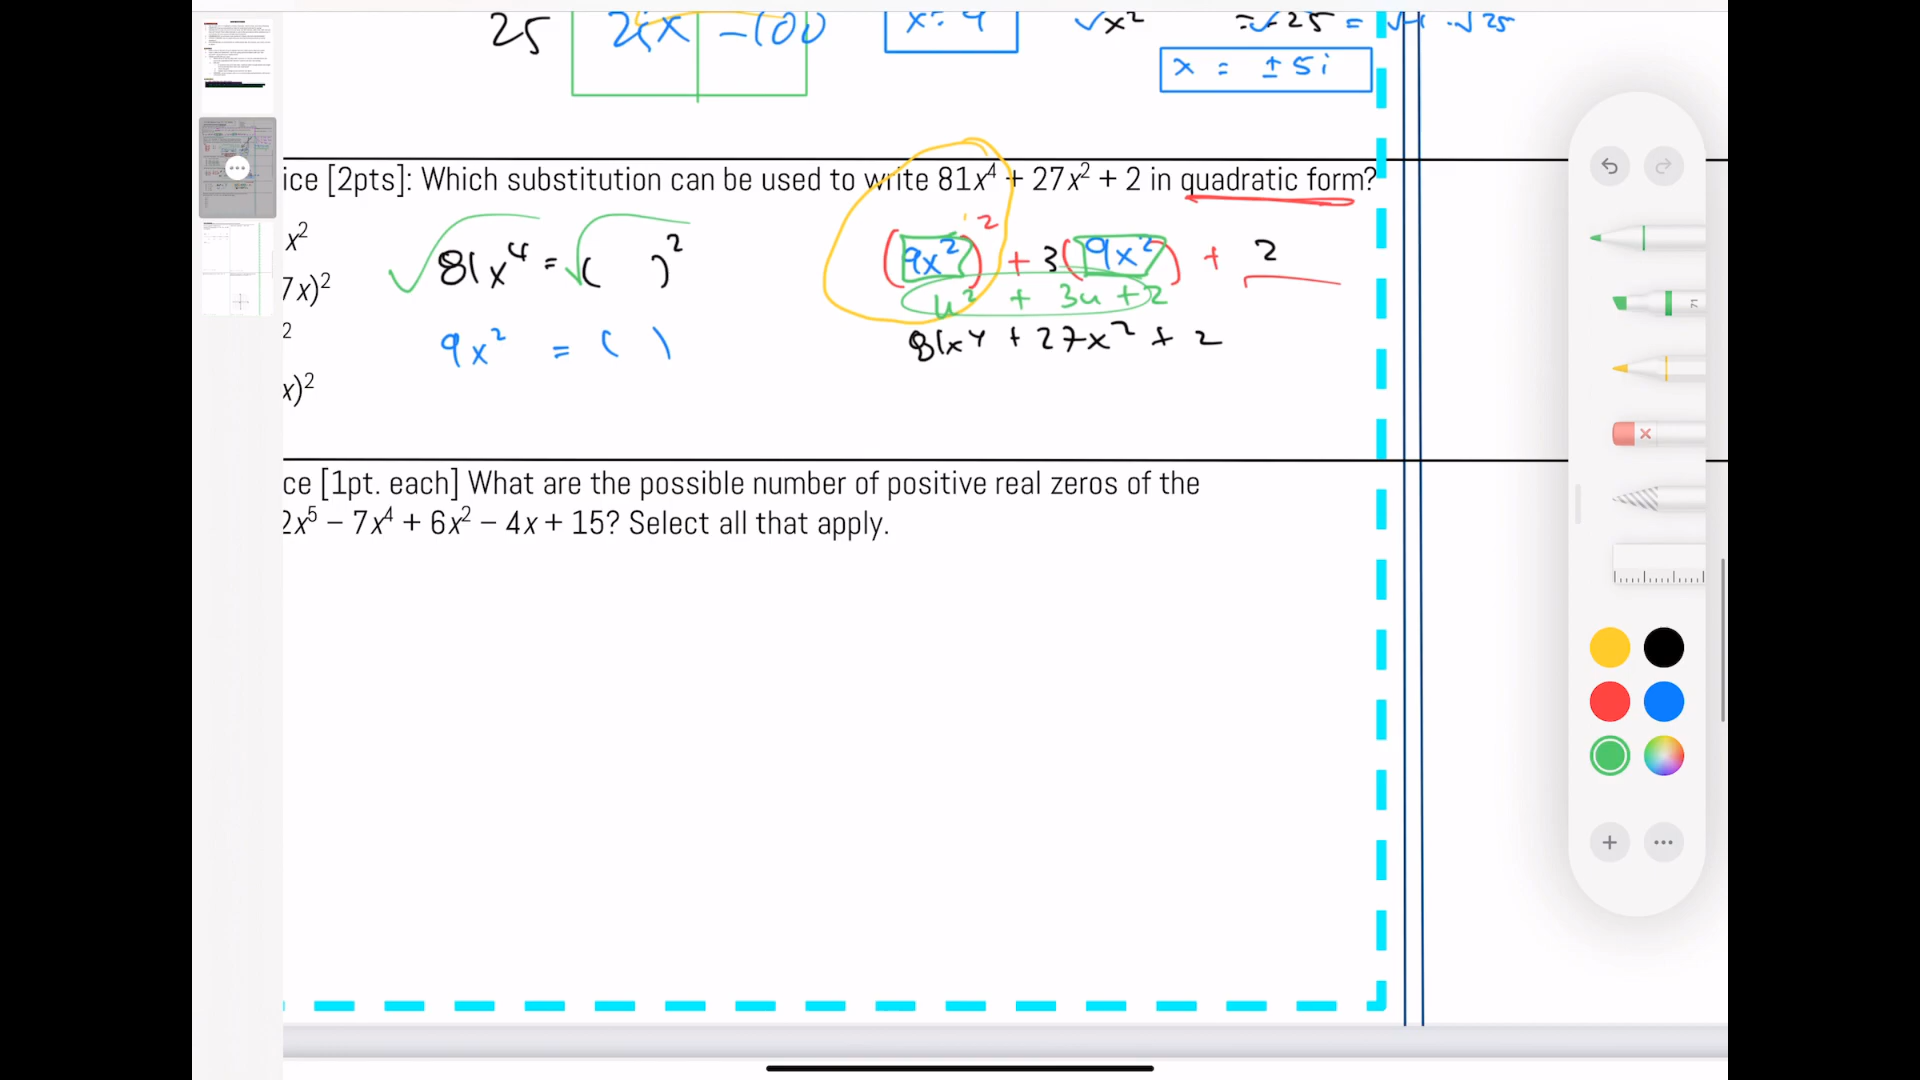 25 2ix -100 x=4 √x² = √-25 = √-1 · √25
x = ± 5i
ice [2pts]: Which substitution can be used to write 81x⁴ + 27x² + 2 in quadratic form?
x²
7x)²
²
x)²
√81x⁴ = √( )²
9x² = ( )
(9x²)² + 3(9x²) + 2
u² + 3u + 2
81x⁴ + 27x² + 2
ce [1pt. each] What are the possible number of positive real zeros of the
2x⁵ – 7x⁴ + 6x² – 4x + 15? Select all that apply.
71